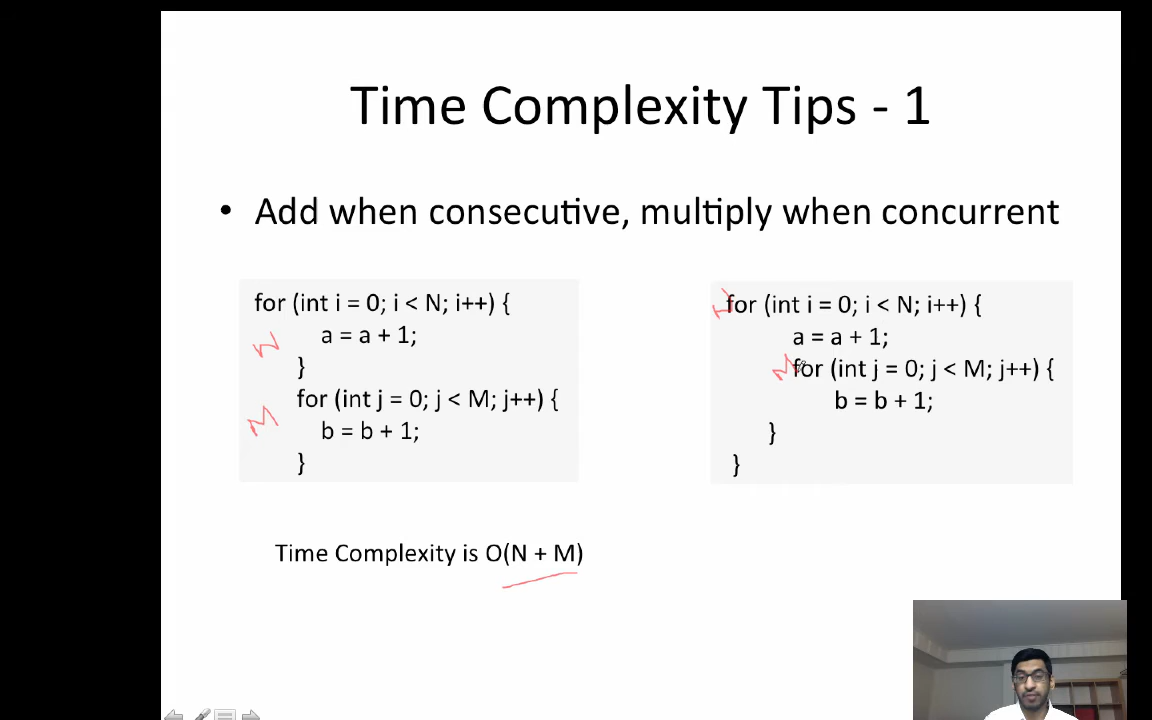 Time Complexity Tips - 1
• Add when consecutive, multiply when concurrent
for (int i = 0; i < N; i++) {
a = a + 1;
N
}
for (int j = 0; j < M; j++) {
M
b = b + 1;
}
N
for (int i = 0; i < N; i++) {
a = a + 1;
M
for (int j = 0; j < M; j++) {
b = b + 1;
}
}
Time Complexity is O(N + M)